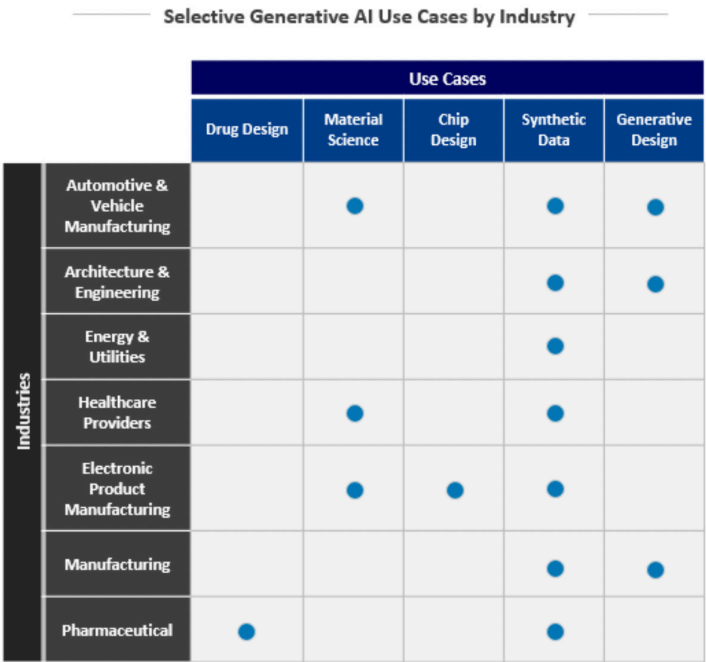 Selective Generative AI Use Cases by Industry
Use Cases
Drug Design
Material
Science
Chip
Design
Synthetic
Data
Generative
Design
Industries
Automotive &
Vehicle
Manufacturing
Architecture &
Engineering
Energy &
Utilities
Healthcare
Providers
Electronic
Product
Manufacturing
Manufacturing
Pharmaceutical